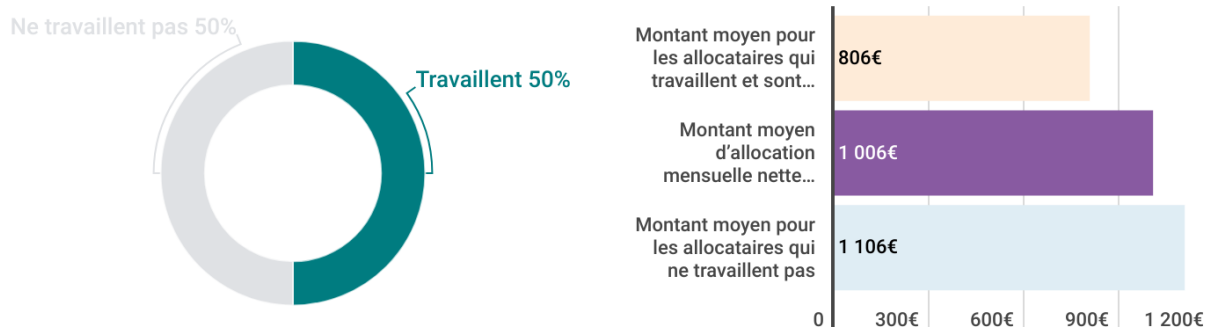 Ne travaillent pas 50%
Travaillent 50%
Montant moyen pour
les allocataires qui
travaillent et sont…
806€
Montant moyen
d’allocation
mensuelle nette…
1 006€
Montant moyen pour
les allocataires qui
ne travaillent pas
1 106€
0 300€ 600€ 900€ 1 200€